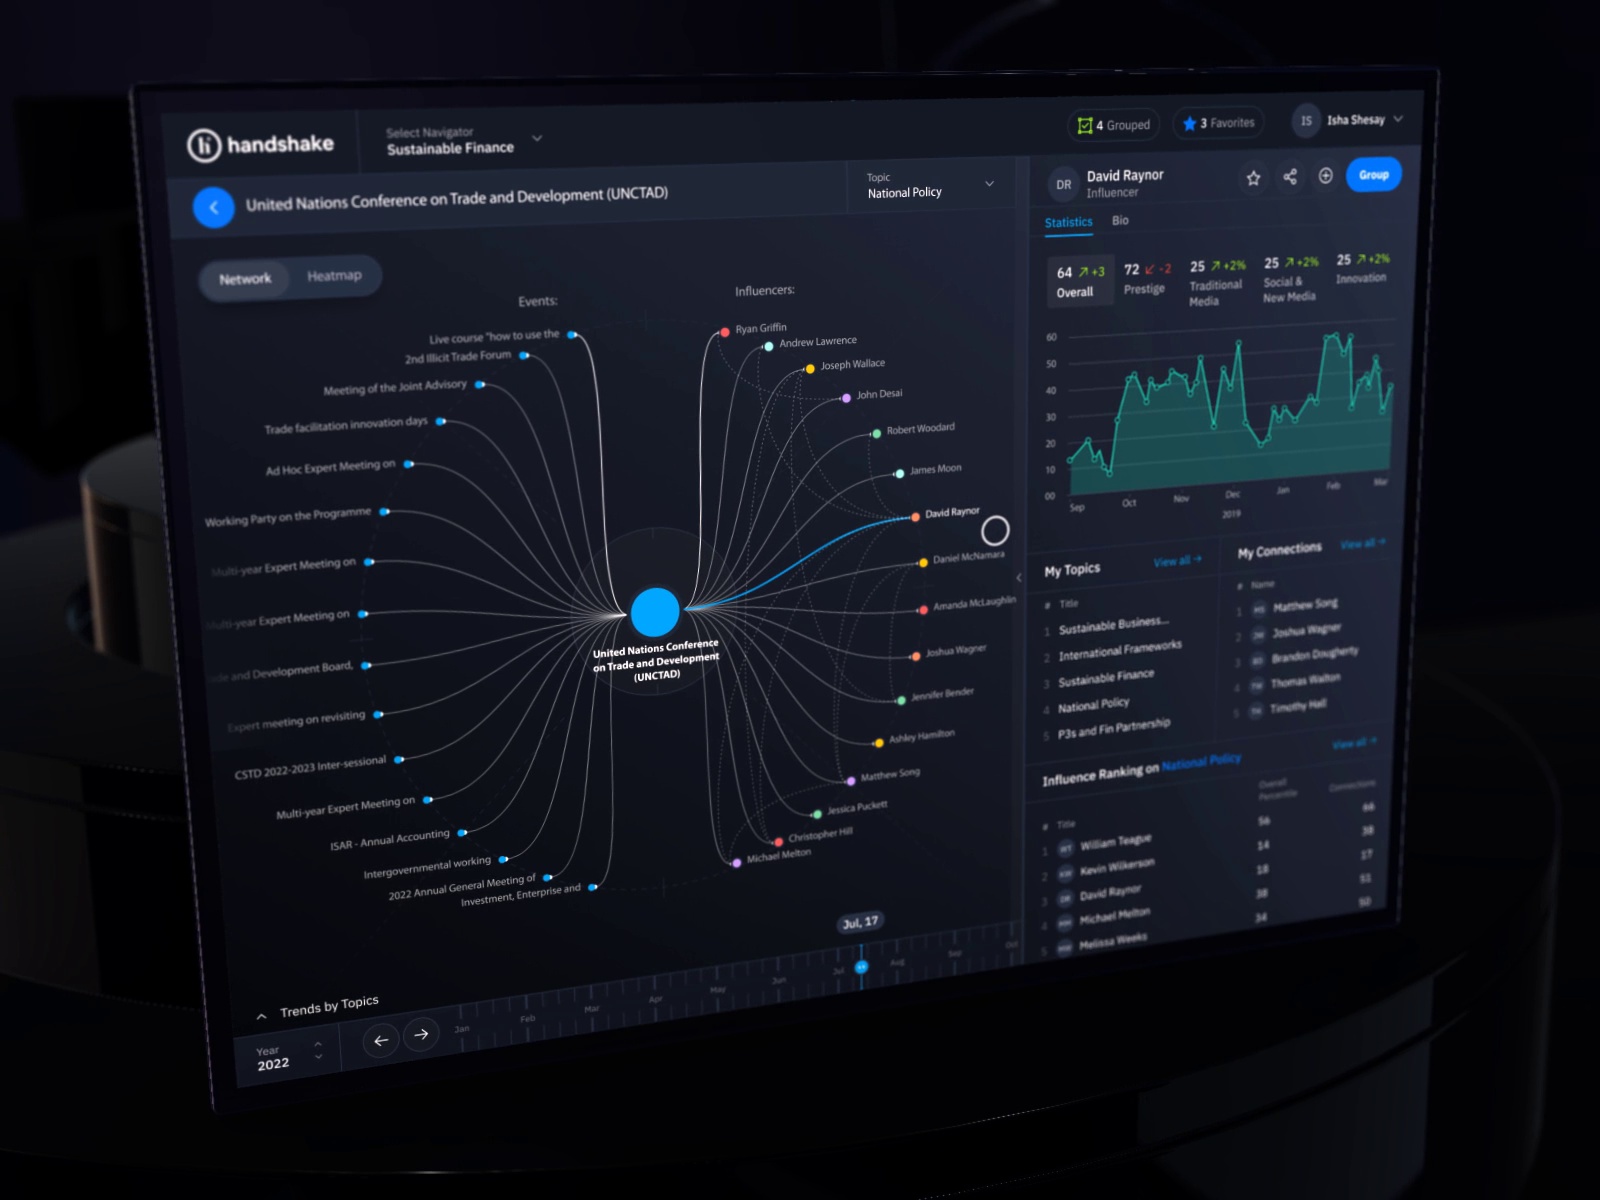 handshake
Select Navigator
Sustainable Finance
4 Grouped
3 Favorites
IS
Isha Shesay
United Nations Conference on Trade and Development (UNCTAD)
Topic
National Policy
DR
David Raynor
Influencer
Group
Statistics
Bio
Network
Heatmap
64 +3
Overall
72 -2
Prestige
25 +2%
Traditional
Media
25 +2%
Social &
New Media
25 +2%
Innovation
Events:
Live course "how to use the
2nd Illicit Trade Forum
Meeting of the Joint Advisory
Trade facilitation innovation days
Ad Hoc Expert Meeting on
Working Party on the Programme
Multi-year Expert Meeting on
Multi-year Expert Meeting on
and Development Board,
Expert meeting on revisiting
CSTD 2022-2023 Inter-sessional
Multi-year Expert Meeting on
ISAR - Annual Accounting
Intergovernmental working
2022 Annual General Meeting of
Investment, Enterprise and
Influencers:
Ryan Griffin
Andrew Lawrence
Joseph Wallace
John Desai
Robert Woodard
James Moon
David Raynor
Daniel McNamara
Amanda McLaughlin
Joshua Wagner
Jennifer Bender
Ashley Hamilton
Matthew Song
Jessica Puckett
Christopher Hill
Michael Melton
United Nations Conference
on Trade and Development
(UNCTAD)
60
50
40
30
20
10
00
Sep
Oct
Nov
Dec
Jan
Feb
Mar
2019
My Topics
View all
# Title
1 Sustainable Business...
2 International Frameworks
3 Sustainable Finance
4 National Policy
5 P3s and Fin Partnership
My Connections
View all
# Name
1 MS Matthew Song
2 JW Joshua Wagner
3 BD Brandon Dougherty
4 TW Thomas Walton
5 TH Timothy Hall
Influence Ranking on National Policy
View all
# Title
Overall
Percentile
Connections
56 66
1 WT William Teague 14 38
2 KW Kevin Wilkerson 18 17
3 DR David Raynor 38 51
4 MM Michael Melton 34 50
5 MW Melissa Weeks
Jul, 17
Trends by Topics
Year
2022
Jan
Feb
Mar
Apr
May
Jun
Jul
Aug
Sep
Oct